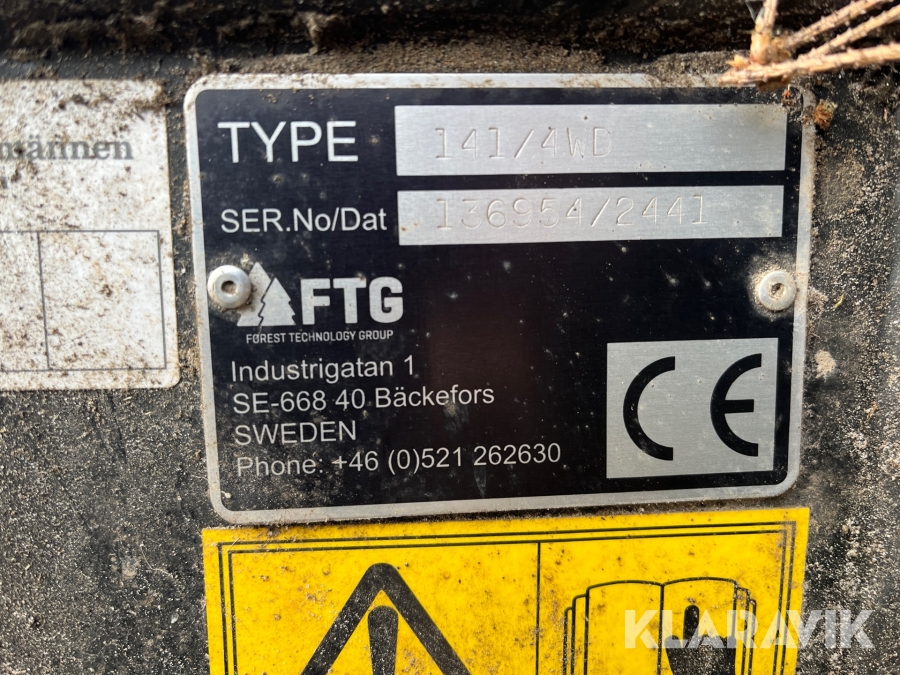 TYPE 141/4WD
SER.No/Dat 136954/2441
FTG
FOREST TECHNOLOGY GROUP
Industrigatan 1
SE-668 40 Bäckefors
SWEDEN
Phone: +46 (0)521 262630
CE
KLARAVIK